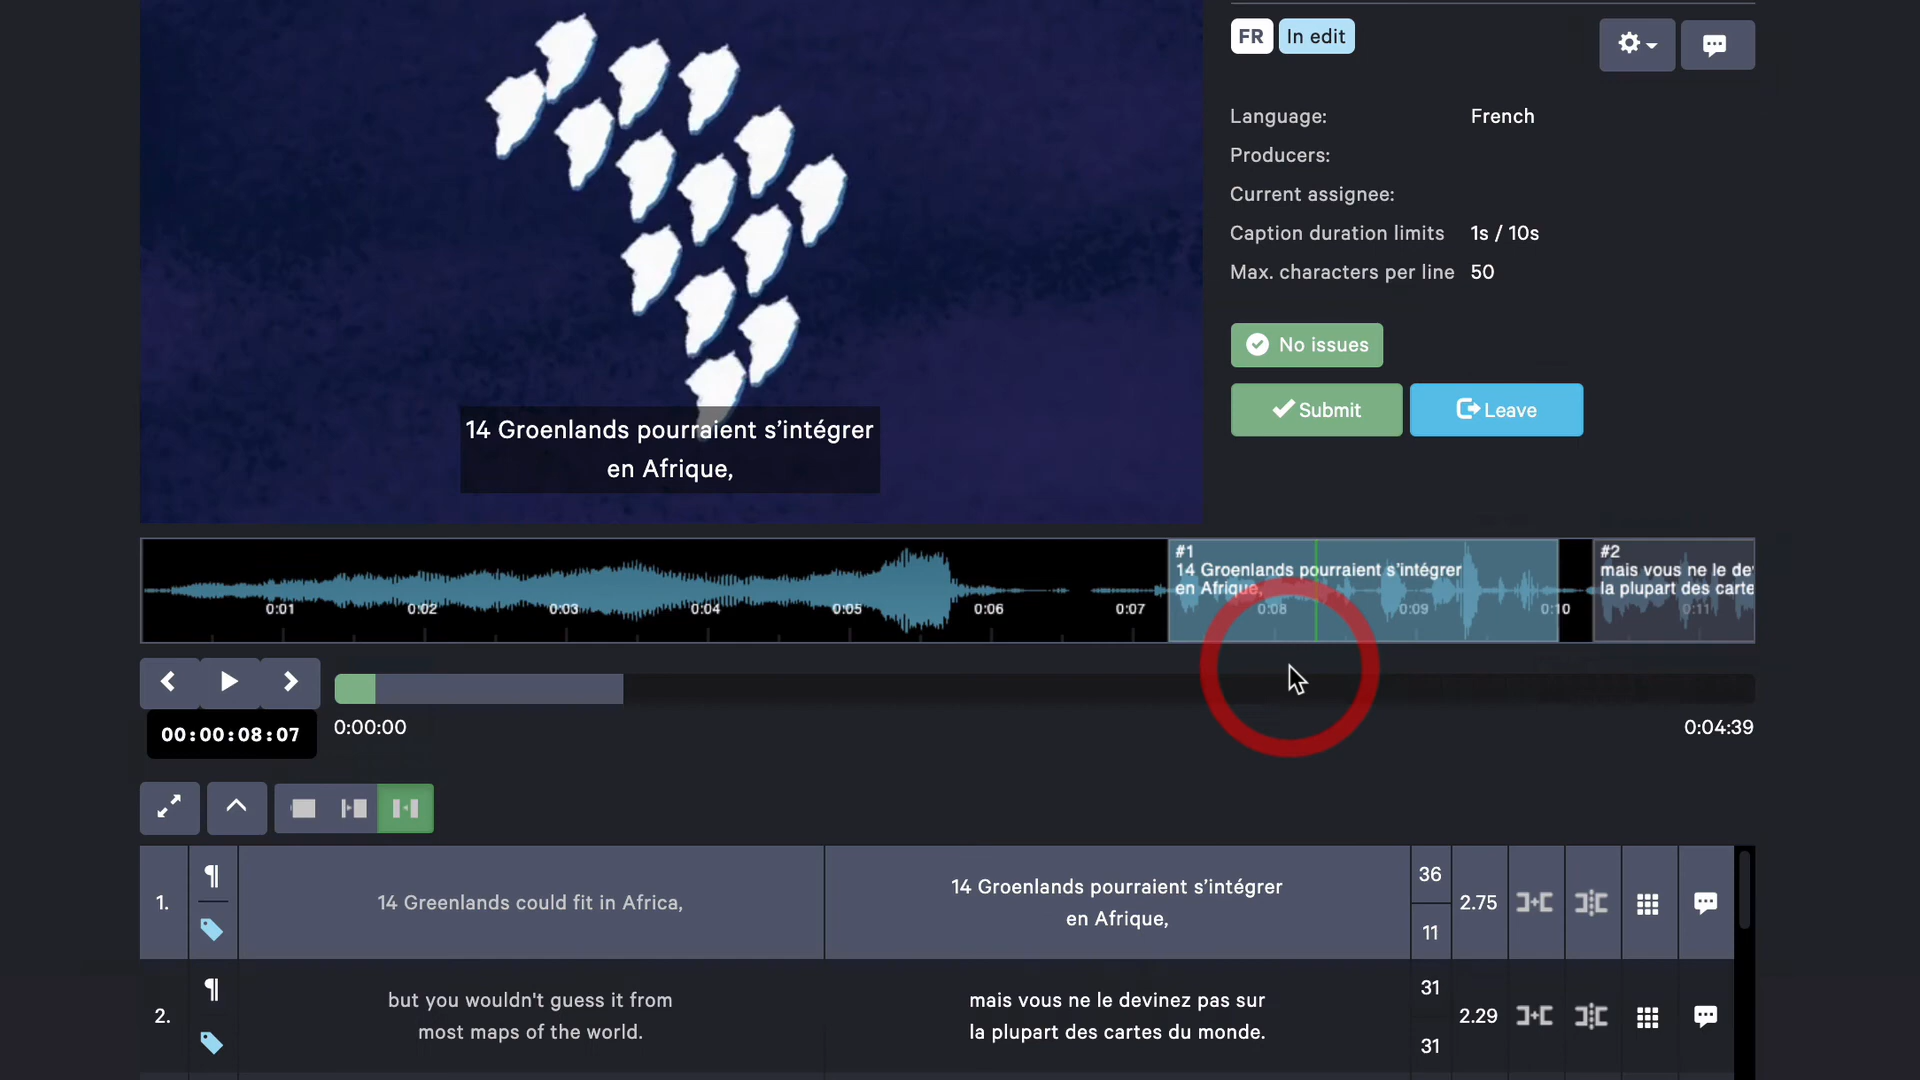 FR In edit
Language: French
Producers:
Current assignee:
Caption duration limits 1s / 10s
Max. characters per line 50
No issues
Submit Leave
14 Groenlands pourraient s’intégrer
en Afrique,
#1
14 Groenlands pourraient s’intégrer
en Afrique,
#2
mais vous ne le de
la plupart des carte
0:01 0:02 0:03 0:04 0:05 0:06 0:07 0:08 0:09 0:10 0:11
00:00:08:07 0:00:00 0:04:39
1. 14 Greenlands could fit in Africa,
14 Groenlands pourraient s’intégrer
en Afrique,
36
11
2.75
2. but you wouldn't guess it from
most maps of the world.
mais vous ne le devinez pas sur
la plupart des cartes du monde.
31
31
2.29